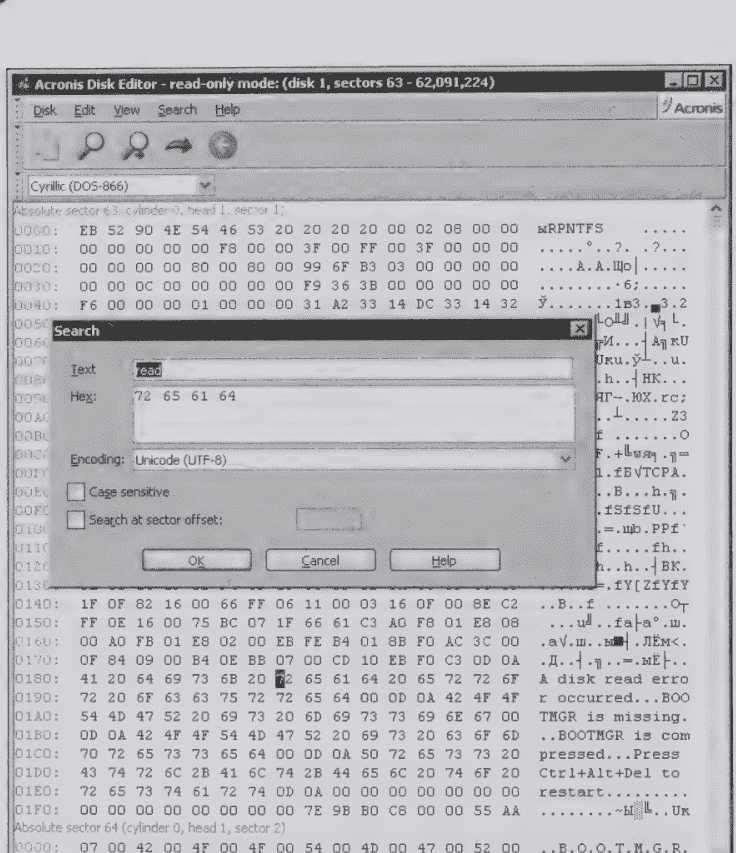 Acronis Disk Editor - read-only mode: (disk 1, sectors 63 - 62,091,224)
Disk Edit View Search Help
Acronis
Cyrillic (DOS-866)
Absolute sector 63 (cylinder 0, head 1, sector 1)
0000: EB 52 90 4E 54 46 53 20 20 20 20 00 02 08 00 00 ыRPNTFS .....
0010: 00 00 00 00 00 F8 00 00 3F 00 FF 00 3F 00 00 00 .....°..?. .?...
0020: 00 00 00 00 80 00 80 00 99 6F B3 03 00 00 00 00 ....А.А.Щo│.....
0030: 00 00 0C 00 00 00 00 00 F9 36 3B 00 00 00 00 00 ........·6;.....
0040: F6 00 00 00 01 00 00 00 31 A2 33 14 DC 33 14 32 Ў.......1в3.▄3.2
Search
Text read
Hex: 72 65 61 64
Encoding: Unicode (UTF-8)
Case sensitive
Search at sector offset:
OK Cancel Help
0140: 1F 0F 82 16 00 66 FF 06 11 00 03 16 0F 00 8E C2 ..В..f .......О┬
0150: FF 0E 16 00 75 BC 07 1F 66 61 C3 A0 F8 01 E8 08 ...u╝..fa├а°.ш.
0160: 00 A0 FB 01 E8 02 00 EB FE B4 01 8B F0 AC 3C 00 .а√.ш..ы■┤.ЛЁм<.
0170: 0F 84 09 00 B4 0E BB 07 00 CD 10 EB F0 C3 0D 0A .Д..┤.╗..═.ыЁ├..
0180: 41 20 64 69 73 6B 20 72 65 61 64 20 65 72 72 6F A disk read erro
0190: 72 20 6F 63 63 75 72 72 65 64 00 0D 0A 42 4F 4F r occurred...BOO
01A0: 54 4D 47 52 20 69 73 20 6D 69 73 73 69 6E 67 00 TMGR is missing.
01B0: 0D 0A 42 4F 4F 54 4D 47 52 20 69 73 20 63 6F 6D ..BOOTMGR is com
01C0: 70 72 65 73 73 65 64 00 0D 0A 50 72 65 73 73 20 pressed...Press
01D0: 43 74 72 6C 2B 41 6C 74 2B 44 65 6C 20 74 6F 20 Ctrl+Alt+Del to
01E0: 72 65 73 74 61 72 74 0D 0A 00 00 00 00 00 00 00 restart.........
01F0: 00 00 00 00 00 00 00 00 7E 9B B0 C8 00 00 55 AA ........~Ы░╚..Uк
Absolute sector 64 (cylinder 0, head 1, sector 2)
0000: 07 00 42 00 4F 00 4F 00 54 00 4D 00 47 00 52 00 ..B.O.O.T.M.G.R.